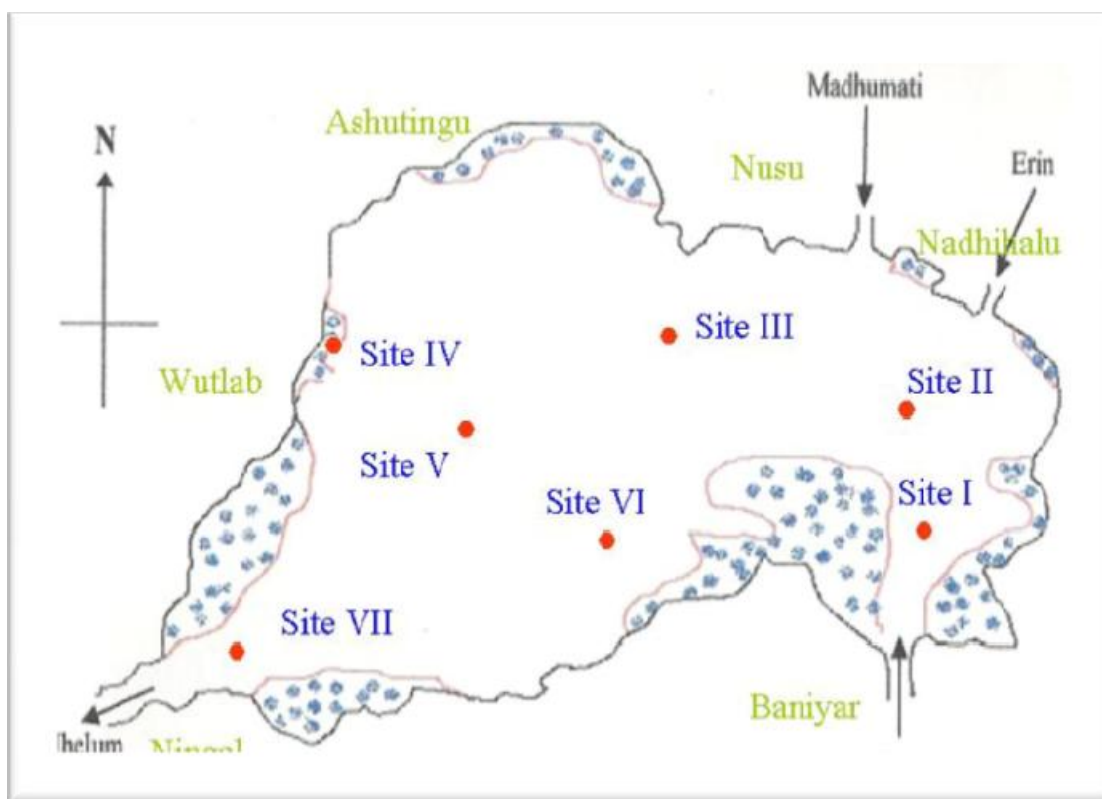 Madhumati
Ashutingu
N
Nusu
Erin
Nadhihalu
Site III
Site IV
Wutlab
Site II
Site V
Site I
Site VI
Site VII
Baniyar